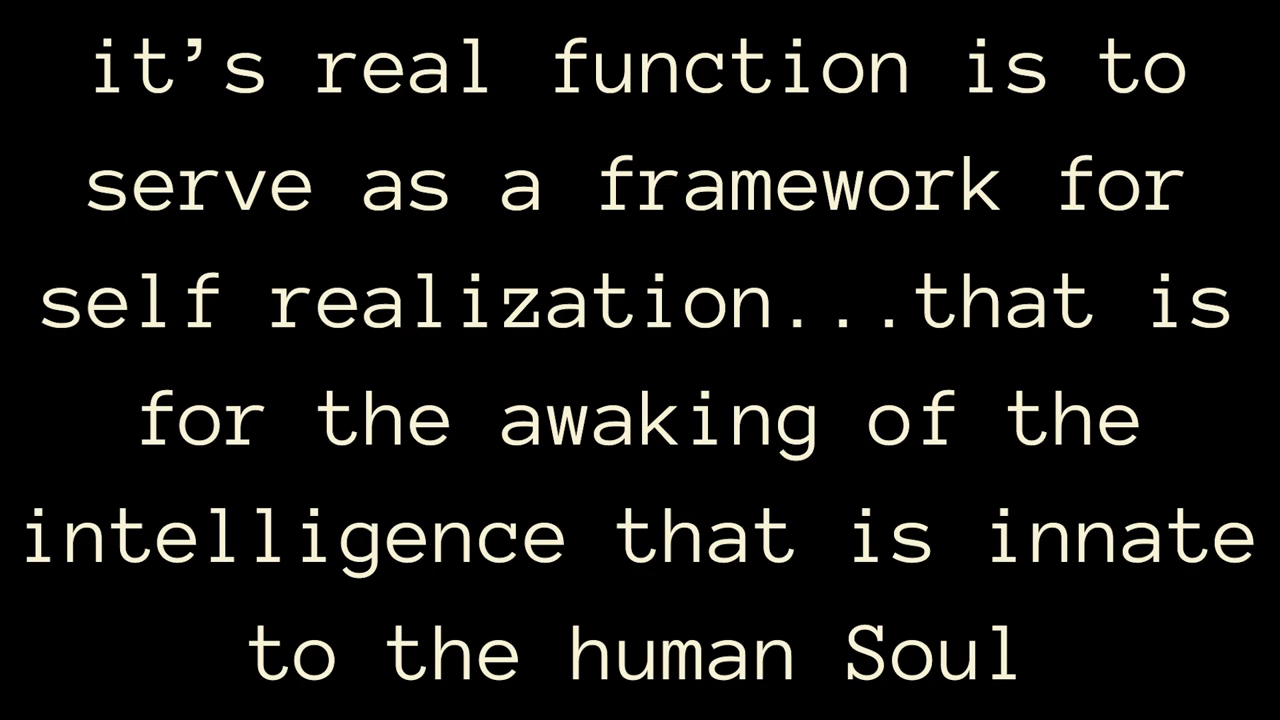 it’s real function is to
serve as a framework for
self realization...that is
for the awaking of the
intelligence that is innate
to the human Soul